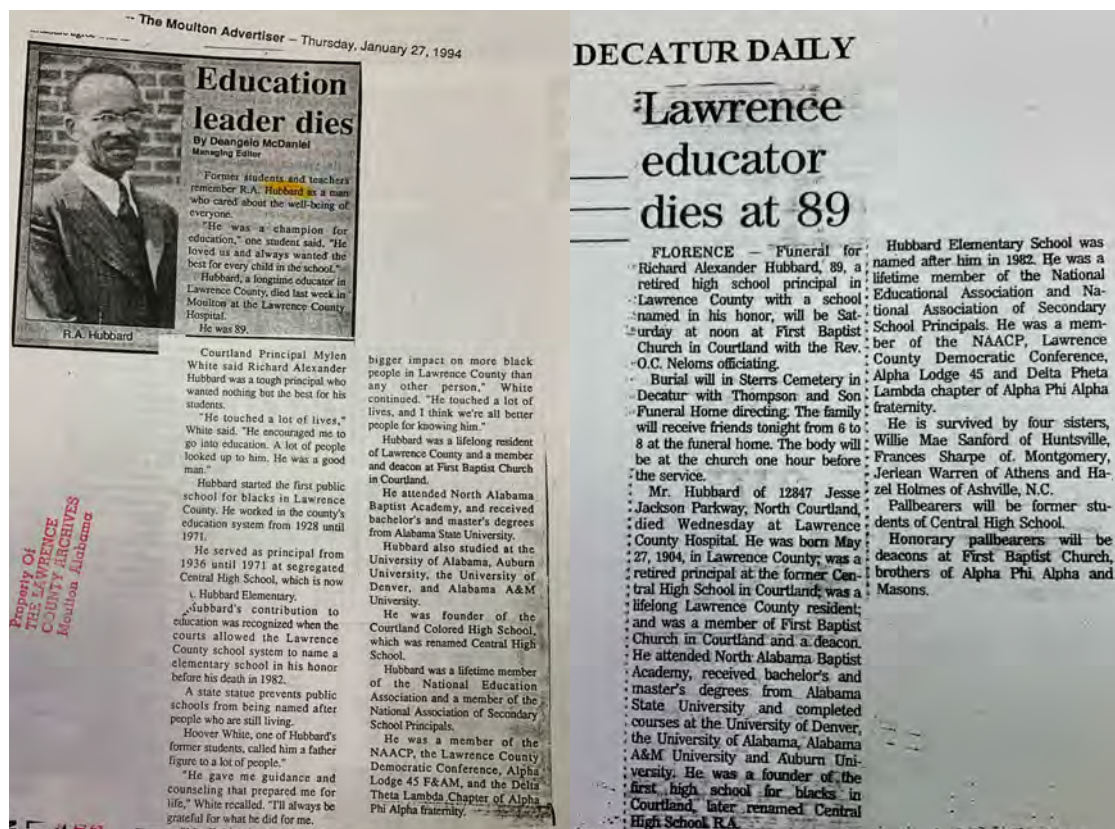 -- The Moulton Advertiser – Thursday, January 27, 1994
Education
leader dies
By Deangelo McDaniel
Managing Editor
Former students and teachers
remember R.A. Hubbard as a man
who cared about the well-being of
everyone.
"He was a champion for
education," one student said. "He
loved us and always wanted the
best for every child in the school."
Hubbard, a longtime educator in
Lawrence County, died last week in
Moulton at the Lawrence County
Hospital.
He was 89.
R.A. Hubbard
Courtland Principal Mylen
White said Richard Alexander
Hubbard was a tough principal who
wanted nothing but the best for his
students.
"He touched a lot of lives,"
White said. "He encouraged me to
go into education. A lot of people
looked up to him. He was a good
man."
Hubbard started the first public
school for blacks in Lawrence
County. He worked in the county's
education system from 1928 until
1971.
He served as principal from
1936 until 1971 at segregated
Central High School, which is now
Hubbard Elementary.
Hubbard's contribution to
education was recognized when the
courts allowed the Lawrence
County school system to name a
elementary school in his honor
before his death in 1982.
A state statue prevents public
schools from being named after
people who are still living.
Hoover White, one of Hubbard's
former students, called him a father
figure to a lot of people."
"He gave me guidance and
counseling that prepared me for
life," White recalled. "I'll always be
grateful for what he did for me.
bigger impact on more black
people in Lawrence County than
any other person," White
continued. "He touched a lot of
lives, and I think we're all better
people for knowing him."
Hubbard was a lifelong resident
of Lawrence County and a member
and deacon at First Baptist Church
in Courtland.
He attended North Alabama
Baptist Academy, and received
bachelor's and master's degrees
from Alabama State University.
Hubbard also studied at the
University of Alabama, Auburn
University, the University of
Denver, and Alabama A&M
University.
He was founder of the
Courtland Colored High School,
which was renamed Central High
School.
Hubbard was a lifetime member
of the National Education
Association and a member of the
National Association of Secondary
School Principals.
He was a member of the
NAACP, the Lawrence County
Democratic Conference, Alpha
Lodge 45 F&AM, and the Delta
Theta Lambda Chapter of Alpha
Phi Alpha fraternity.
Property Of
THE LAWRENCE
COUNTY ARCHIVES
Moulton Alabama
DECATUR DAILY
Lawrence
educator
dies at 89
FLORENCE — Funeral for
Richard Alexander Hubbard, 89, a
retired high school principal in
Lawrence County with a school
named in his honor, will be Sat-
urday at noon at First Baptist
Church in Courtland with the Rev.
O.C. Neloms officiating.
Burial will in Sterrs Cemetery in
Decatur with Thompson and Son
Funeral Home directing. The family
will receive friends tonight from 6 to
8 at the funeral home. The body will
be at the church one hour before
the service.
Mr. Hubbard of 12847 Jesse
Jackson Parkway, North Courtland,
died Wednesday at Lawrence
County Hospital. He was born May
27, 1904, in Lawrence County; was a
retired principal at the former Cen-
tral High School in Courtland; was a
lifelong Lawrence County resident;
and was a member of First Baptist
Church in Courtland and a deacon.
He attended North Alabama Baptist
Academy, received bachelor's and
master's degrees from Alabama
State University and completed
courses at the University of Denver,
the University of Alabama, Alabama
A&M University and Auburn Uni-
versity. He was a founder of the
first high school for blacks in
Courtland, later renamed Central
High School. R.A.
Hubbard Elementary School was
named after him in 1982. He was a
lifetime member of the National
Educational Association and Na-
tional Association of Secondary
School Principals. He was a mem-
ber of the NAACP, Lawrence
County Democratic Conference,
Alpha Lodge 45 and Delta Pheta
Lambda chapter of Alpha Phi Alpha
fraternity.
He is survived by four sisters,
Willie Mae Sanford of Huntsville,
Frances Sharpe of Montgomery,
Jerlean Warren of Athens and Ha-
zel Holmes of Ashville, N.C.
Pallbearers will be former stu-
dents of Central High School.
Honorary pallbearers will be
deacons at First Baptist Church,
brothers of Alpha Phi Alpha and
Masons.